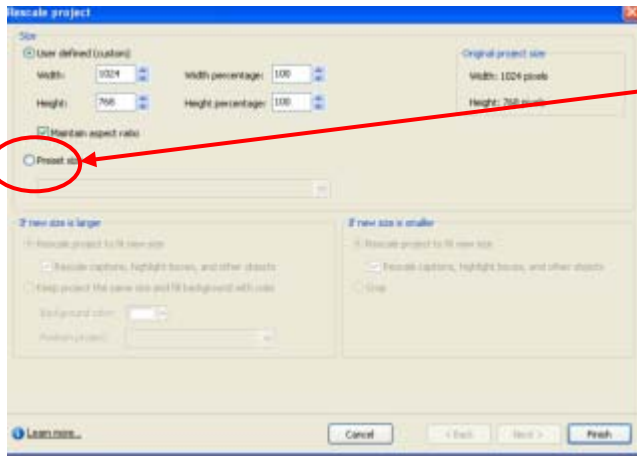 Rescale project
Size
User defined (custom)
Width: 1024 Width percentage: 100
Height: 768 Height percentage: 100
Maintain aspect ratio
Original project size
Width: 1024 pixels
Height: 768 pixels
Preset size
If new size is larger
Rescale project to fit new size
Rescale captions, highlight boxes, and other objects
Keep project the same size and fill background with color
Background color:
Position project:
If new size is smaller
Rescale project to fit new size
Rescale captions, highlight boxes, and other objects
Crop
Learn more...
Cancel < Back Next > Finish